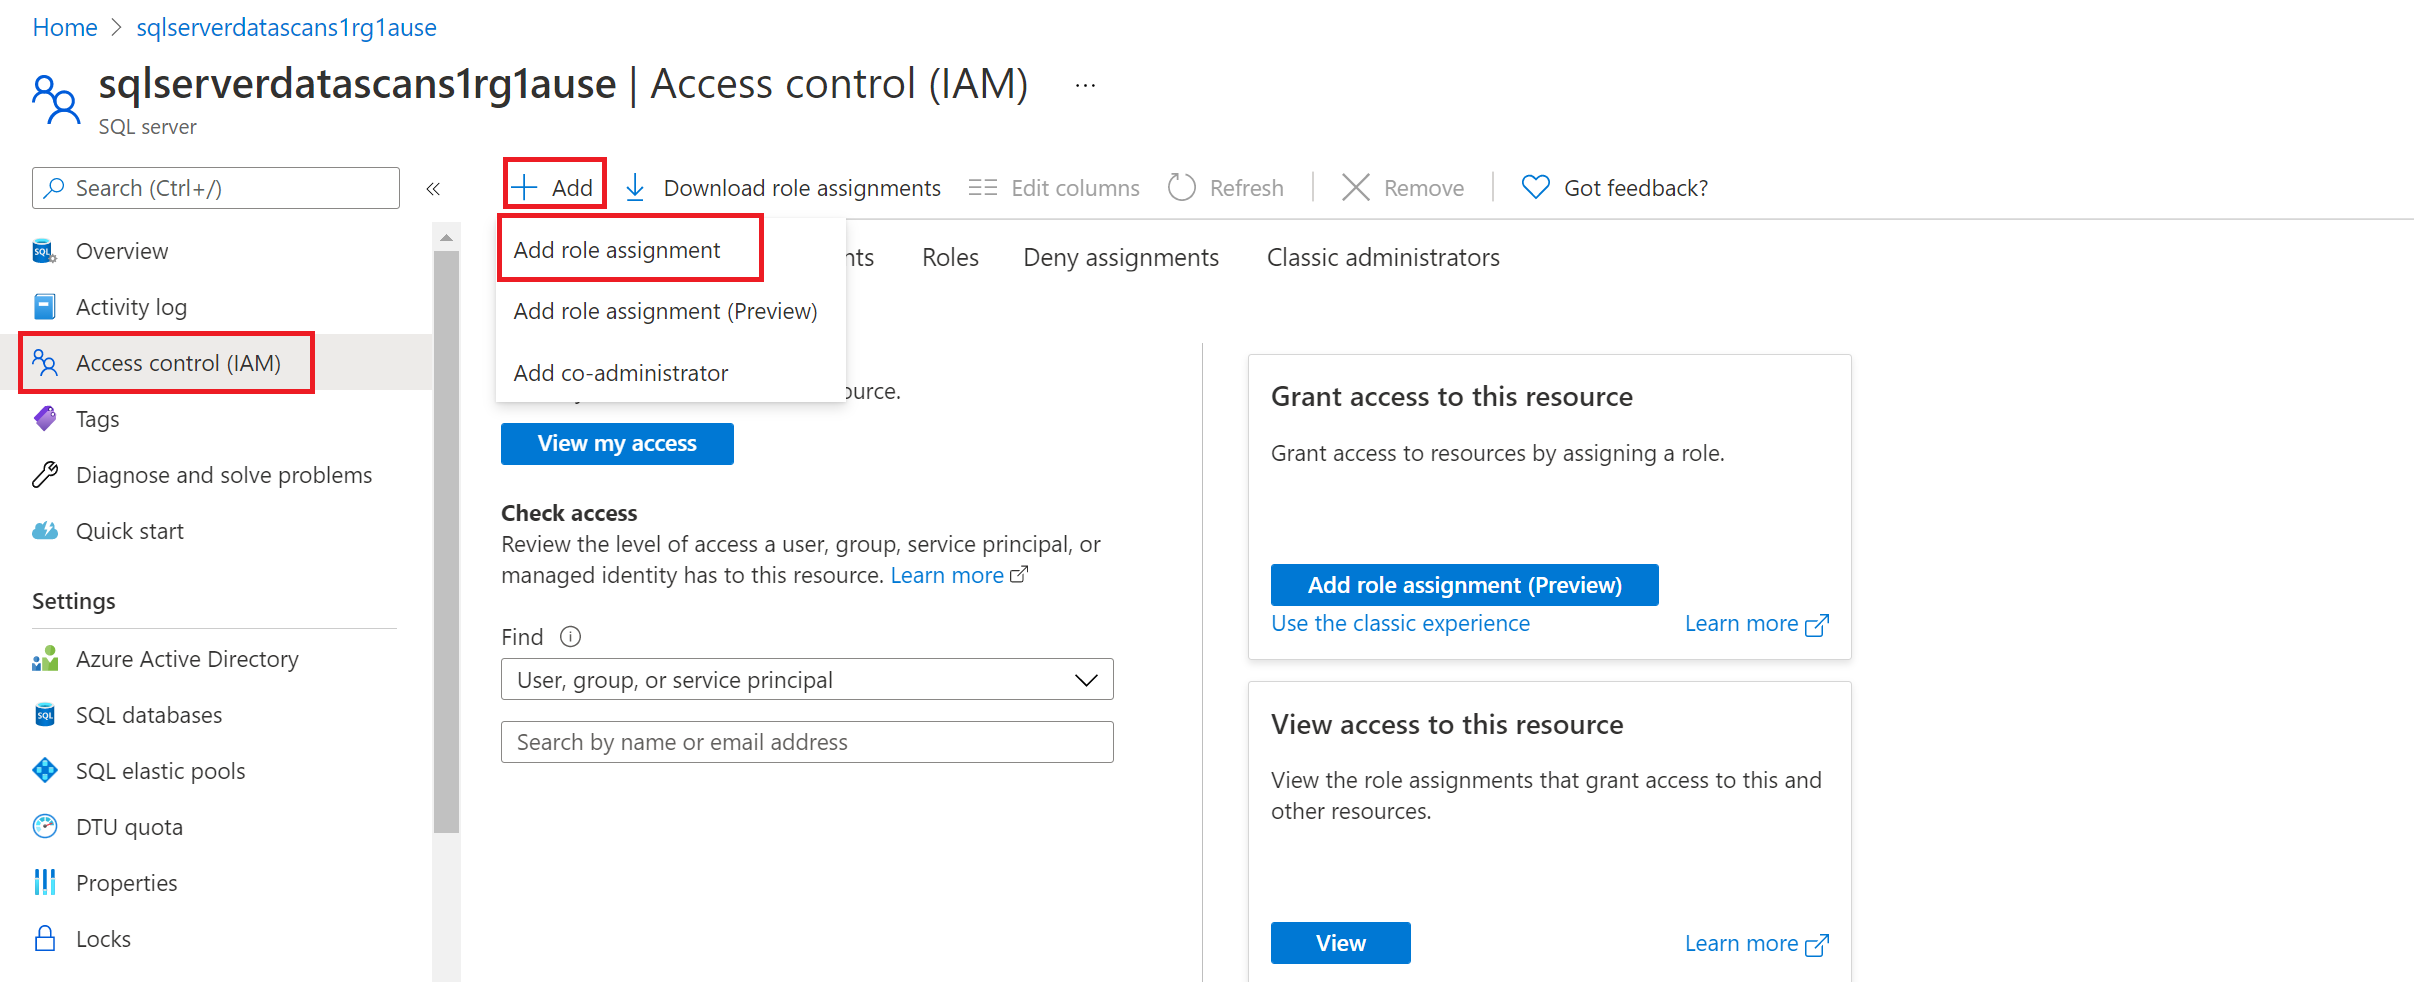 Home > sqlserverdatascans1rg1ause
sqlserverdatascans1rg1ause | Access control (IAM) ...
SQL server
Search (Ctrl+/)
«
Add
Download role assignments
Edit columns
Refresh
Remove
Got feedback?
Overview
Activity log
Access control (IAM)
Tags
Diagnose and solve problems
Quick start
Settings
Azure Active Directory
SQL databases
SQL elastic pools
DTU quota
Properties
Locks
Add role assignment
Add role assignment (Preview)
Add co-administrator
nts
Roles
Deny assignments
Classic administrators
ource.
View my access
Check access
Review the level of access a user, group, service principal, or
managed identity has to this resource. Learn more
Find
User, group, or service principal
Search by name or email address
Grant access to this resource
Grant access to resources by assigning a role.
Add role assignment (Preview)
Use the classic experience
Learn more
View access to this resource
View the role assignments that grant access to this and
other resources.
View
Learn more